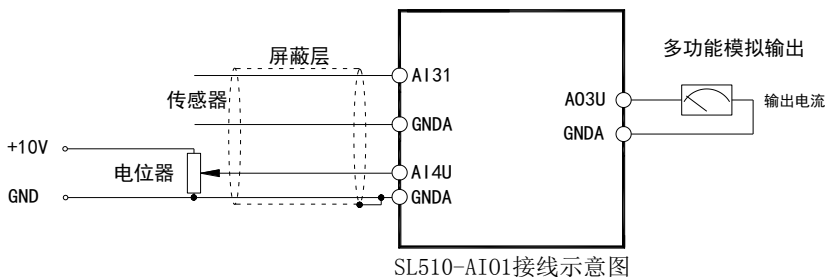 屏蔽层
多功能模拟输出
AI31
传感器
AO3U
输出电流
GNDA
GNDA
+10V
电位器
AI4U
GND
GNDA
SL510-AIO1接线示意图